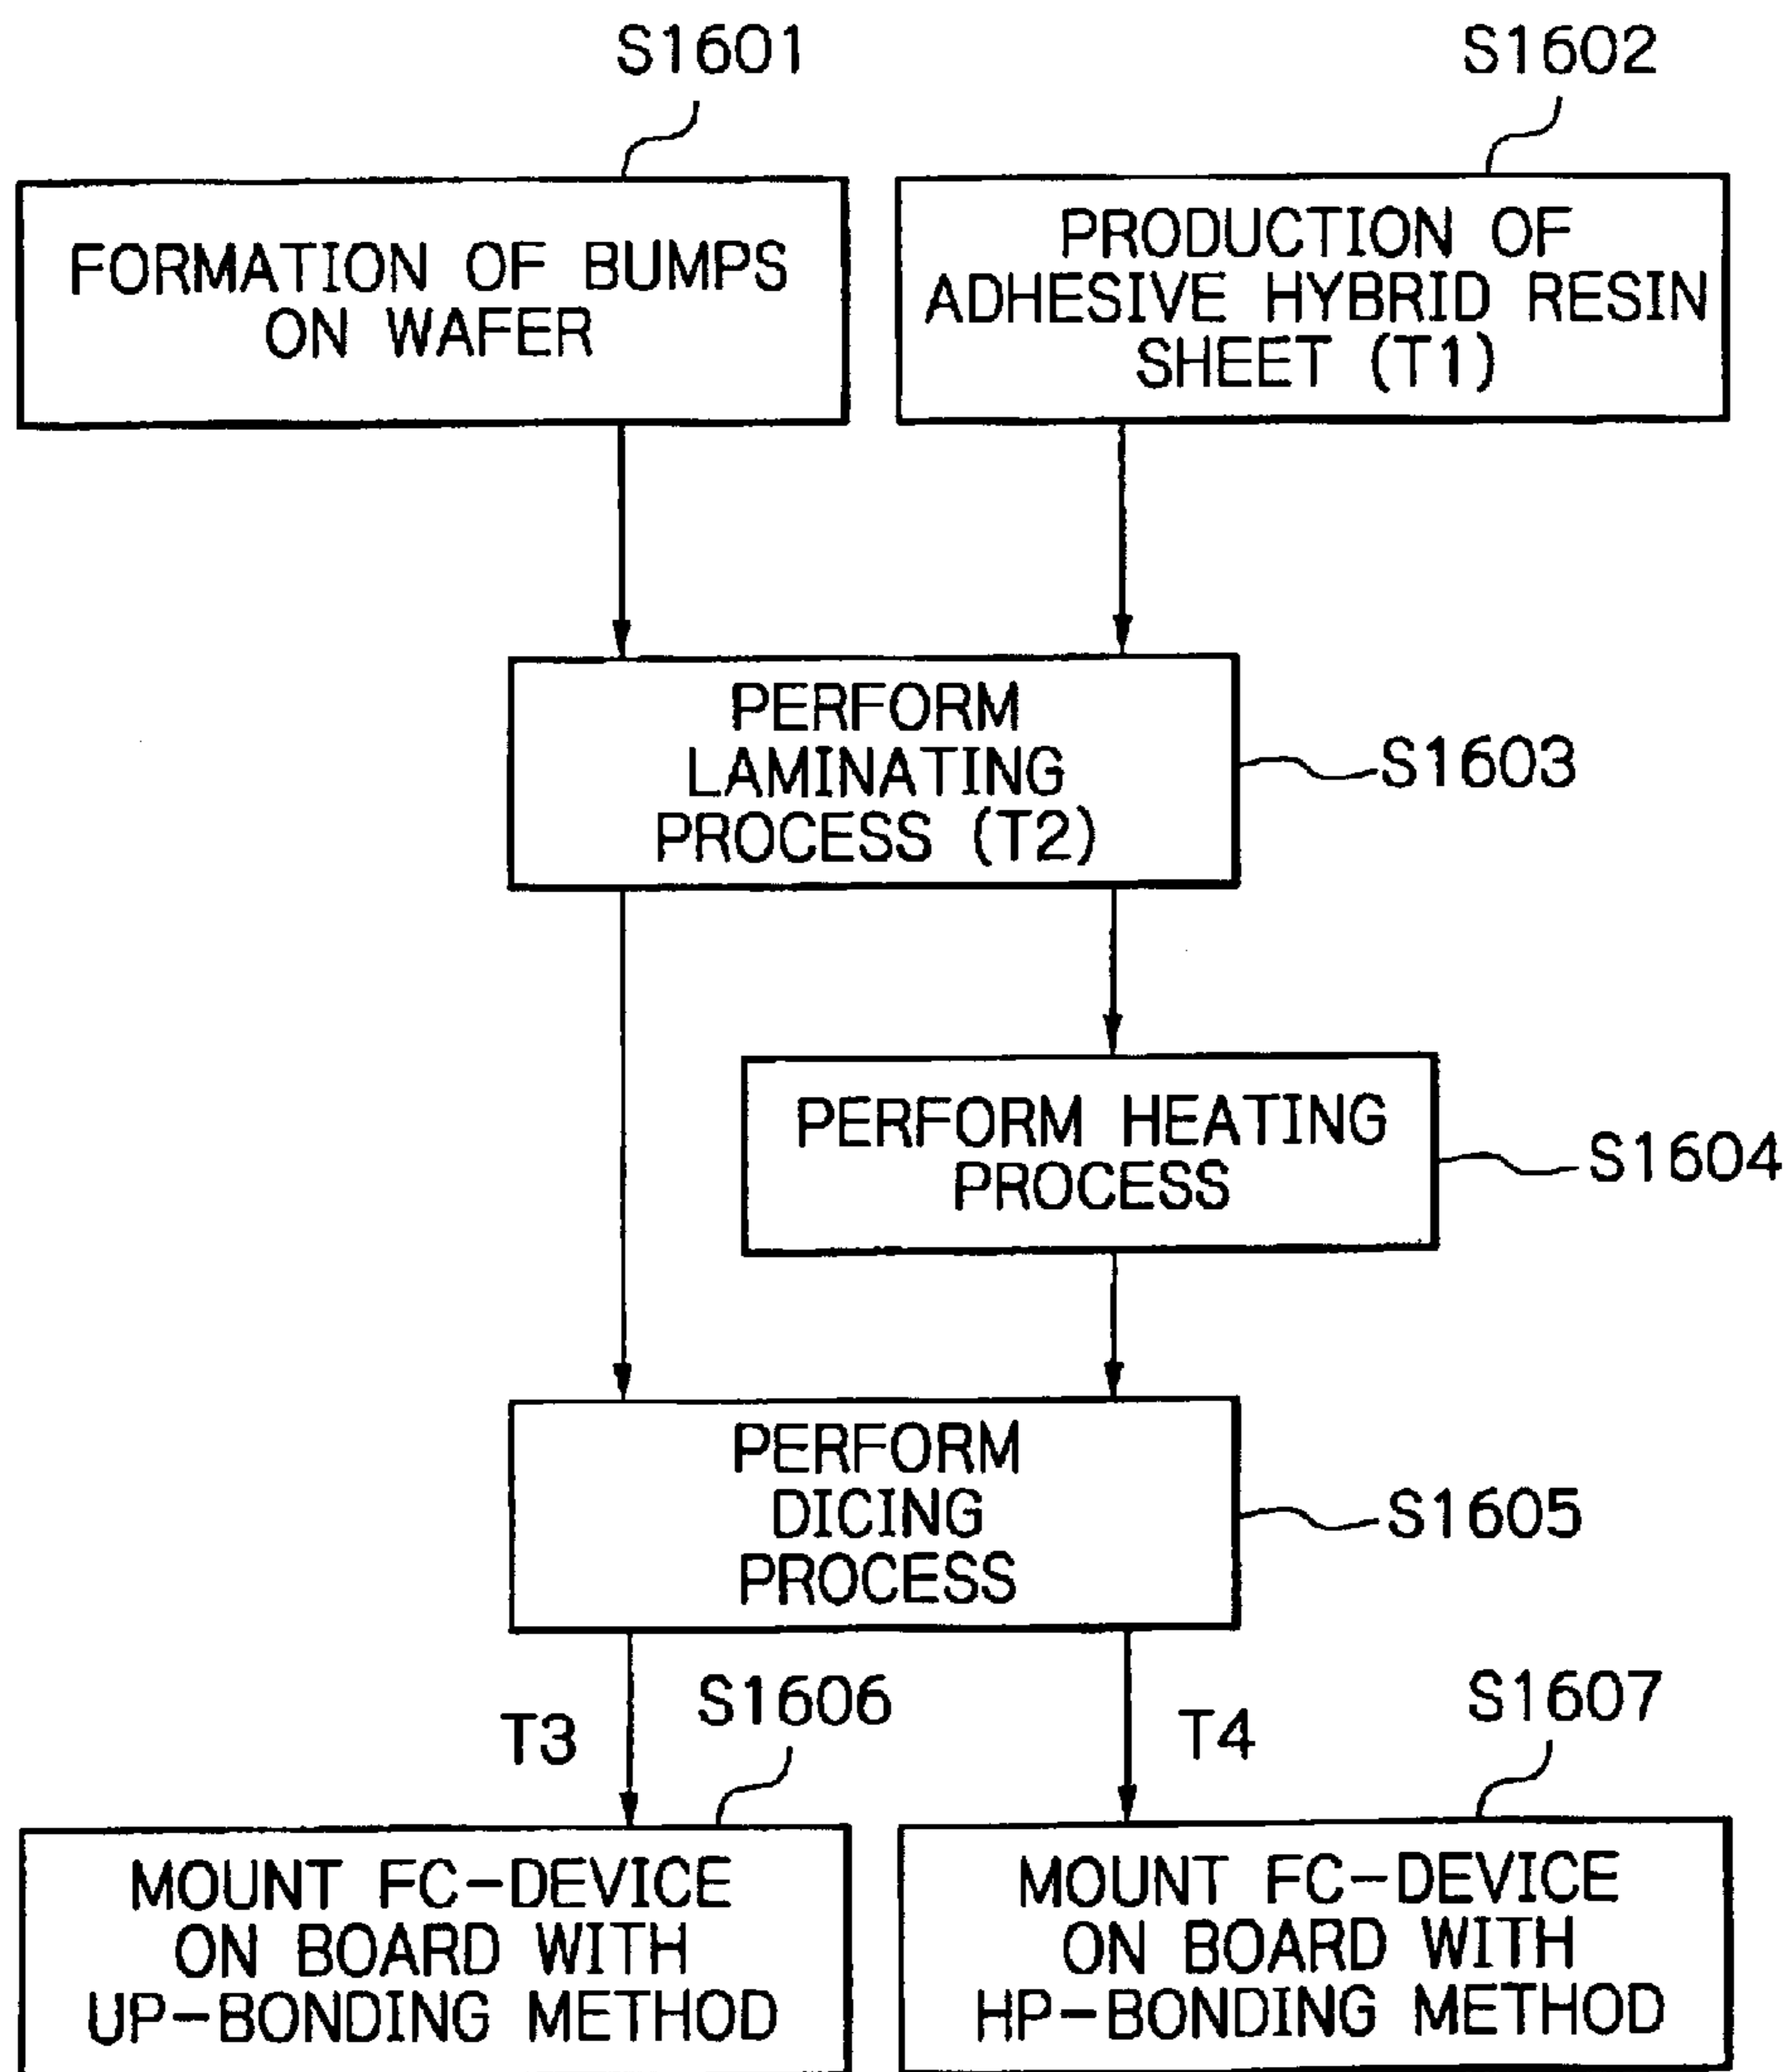 S1601
S1602
FORMATION OF BUMPS
ON WAFER
PRODUCTION OF
ADHESIVE HYBRID RESIN
SHEET (T1)
PERFORM
LAMINATING
PROCESS (T2)
S1603
PERFORM HEATING
PROCESS
S1604
PERFORM
DICING
PROCESS
S1605
T3
S1606
T4
S1607
MOUNT FC-DEVICE
ON BOARD WITH
UP-BONDING METHOD
MOUNT FC-DEVICE
ON BOARD WITH
HP-BONDING METHOD